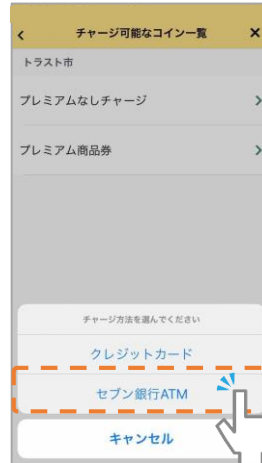 チャージ可能なコイン一覧
トラスト市
プレミアムなしチャージ
プレミアム商品券
チャージ方法を選んでください
クレジットカード
セブン銀行ATM
キャンセル